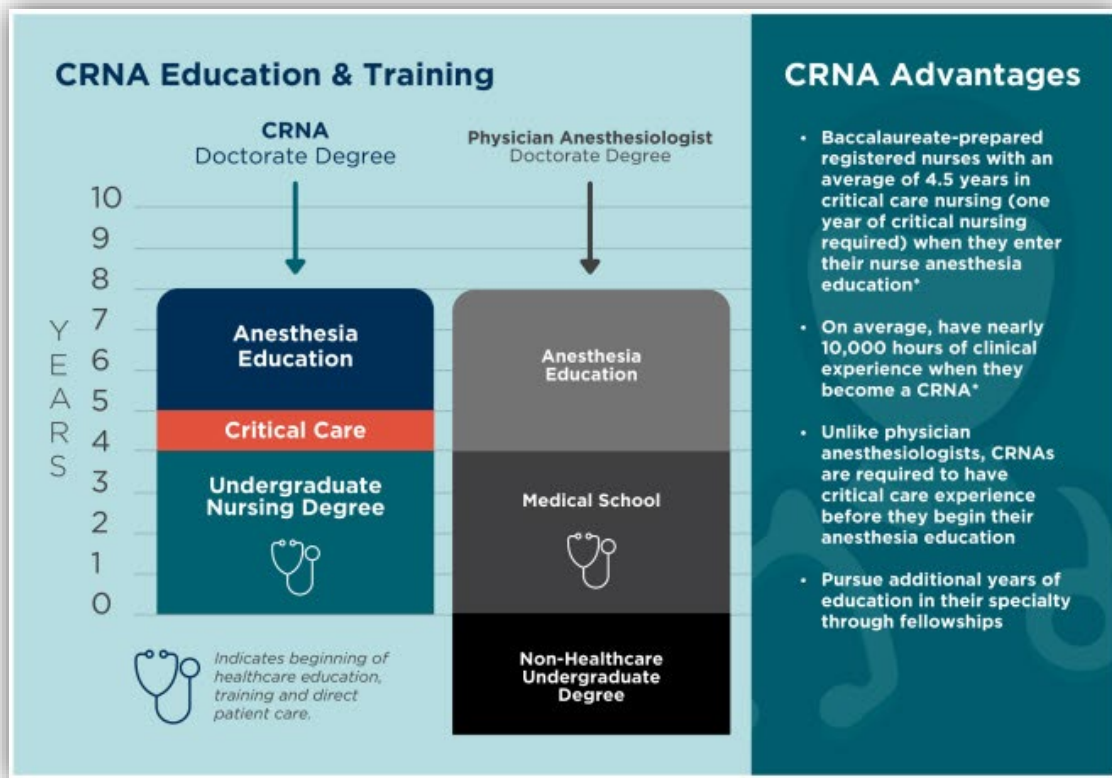 CRNA Education & Training
CRNA
Doctorate Degree
Physician Anesthesiologist
Doctorate Degree
YEARS
10
9
8
7
6
5
4
3
2
1
0
Anesthesia
Education
Critical Care
Undergraduate
Nursing Degree
Anesthesia
Education
Medical School
Non-Healthcare
Undergraduate
Degree
Indicates beginning of
healthcare education,
training and direct
patient care.
CRNA Advantages
• Baccalaureate-prepared
registered nurses with an
average of 4.5 years in
critical care nursing (one
year of critical nursing
required) when they enter
their nurse anesthesia
education*
• On average, have nearly
10,000 hours of clinical
experience when they
become a CRNA*
• Unlike physician
anesthesiologists, CRNAs
are required to have
critical care experience
before they begin their
anesthesia education
• Pursue additional years of
education in their specialty
through fellowships